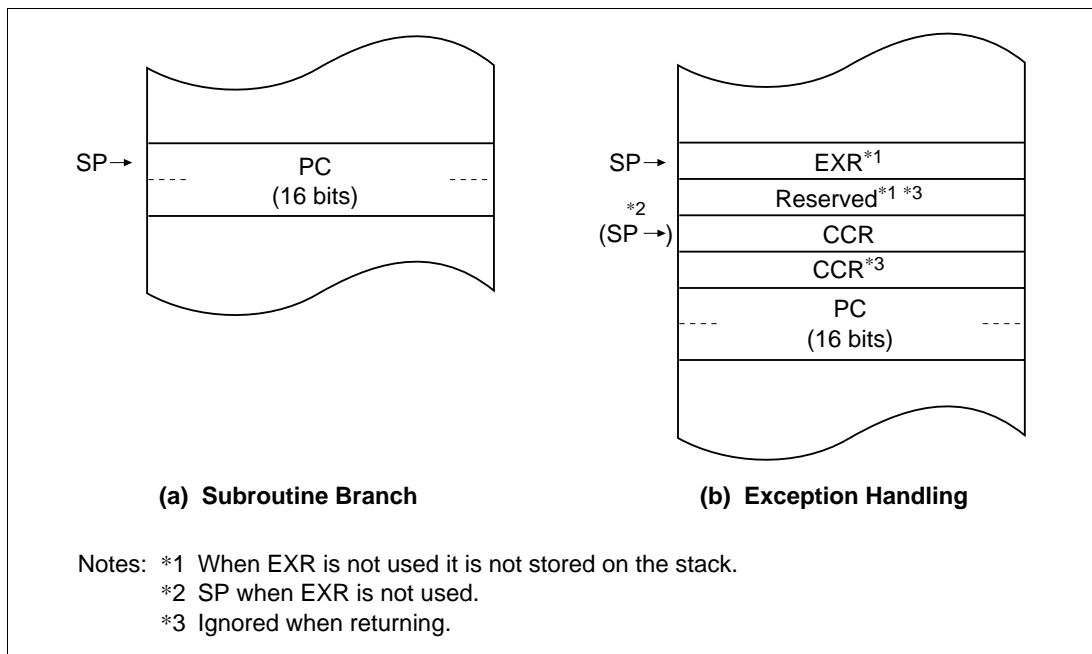 SP→
PC
(16 bits)
(a) Subroutine Branch
SP→
EXR*1
Reserved*1 *3
*2
(SP→)
CCR
CCR*3
PC
(16 bits)
(b) Exception Handling
Notes: *1 When EXR is not used it is not stored on the stack.
*2 SP when EXR is not used.
*3 Ignored when returning.